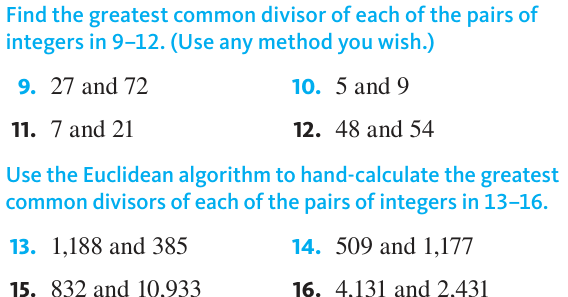 Find the greatest common divisor of each of the pairs of
integers in 9–12. (Use any method you wish.)
9. 27 and 72 10. 5 and 9
11. 7 and 21 12. 48 and 54
Use the Euclidean algorithm to hand-calculate the greatest
common divisors of each of the pairs of integers in 13–16.
13. 1,188 and 385 14. 509 and 1,177
15. 832 and 10,933 16. 4,131 and 2,431